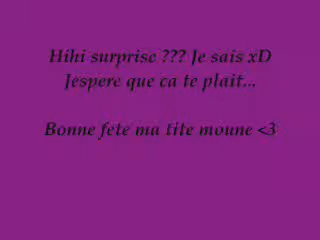 Hihi surprise ??? Je sais xD
Jespere que ca te plait...
Bonne fete ma tite moune <3